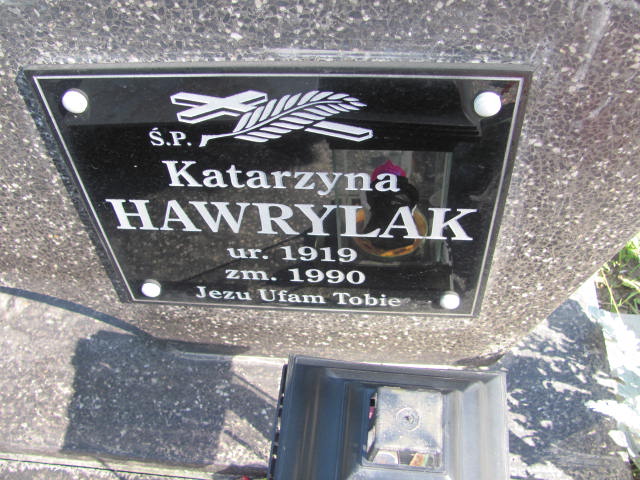 Ś.P.
Katarzyna
HAWRYLAK
ur. 1919
zm. 1990
Jezu Ufam Tobie